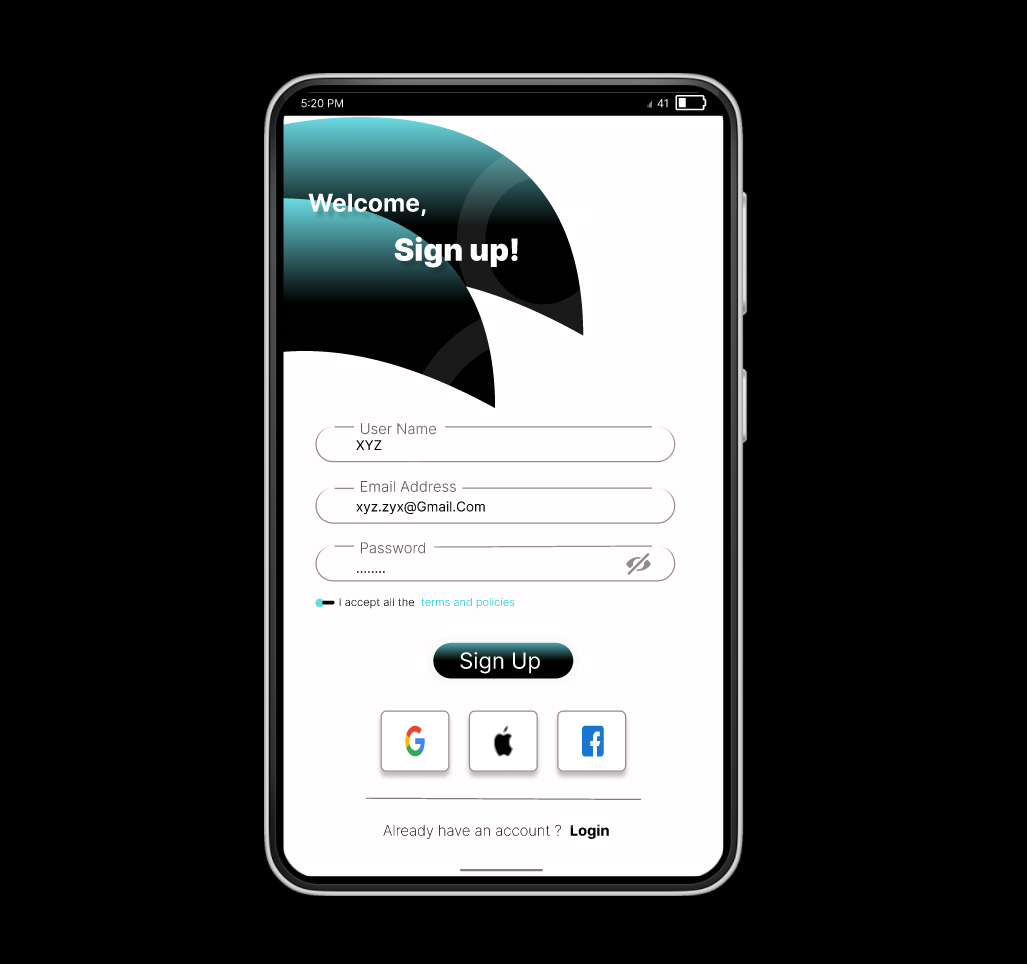 5:20 PM 41
Welcome,
Sign up!
User Name
XYZ
Email Address
xyz.zyx@Gmail.Com
Password
........
I accept all the terms and policies
Sign Up
G f
Already have an account ? Login